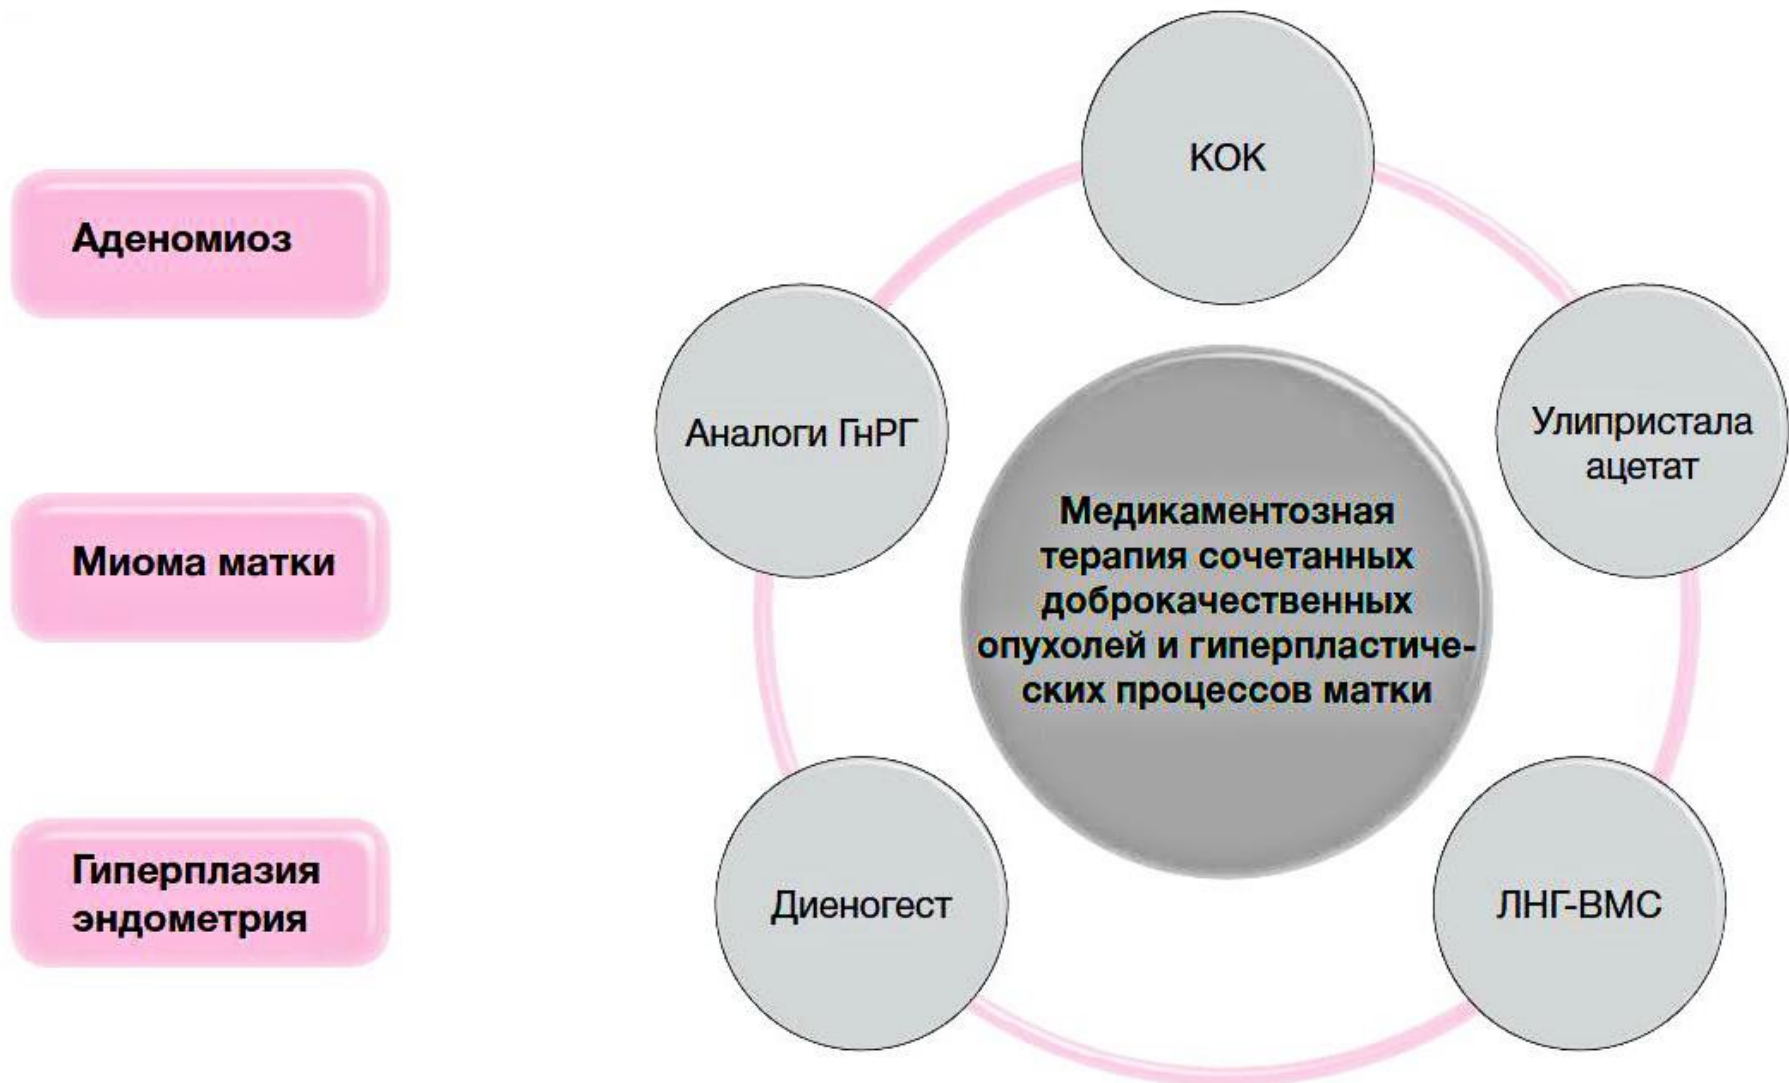 Аденомиоз
Миома матки
Гиперплазия
эндометрия
КОК
Аналоги ГнРГ
Улипристала
ацетат
Медикаментозная
терапия сочетанных
доброкачественных
опухолей и гиперпластиче-
ских процессов матки
Диеногест
ЛНГ-ВМС